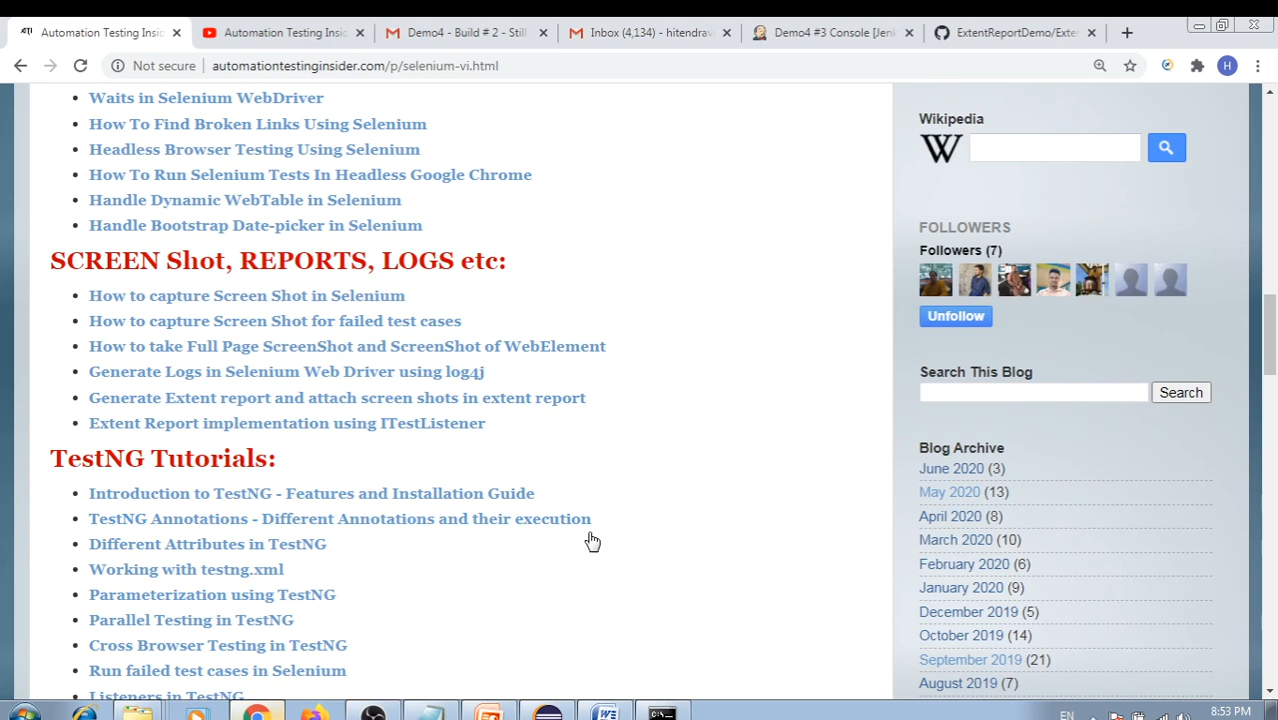 Automation Testing Insid
Automation Testing Insid
Demo4 - Build # 2 - Still
Inbox (4,134) - hitendrav
Demo4 #3 Console [Jenk
ExtentReportDemo/Exte
Not secure
automationtestinginsider.com/p/selenium-vi.html
H
Waits in Selenium WebDriver
How To Find Broken Links Using Selenium
Headless Browser Testing Using Selenium
How To Run Selenium Tests In Headless Google Chrome
Handle Dynamic WebTable in Selenium
Handle Bootstrap Date-picker in Selenium
SCREEN Shot, REPORTS, LOGS etc:
How to capture Screen Shot in Selenium
How to capture Screen Shot for failed test cases
How to take Full Page ScreenShot and ScreenShot of WebElement
Generate Logs in Selenium Web Driver using log4j
Generate Extent report and attach screen shots in extent report
Extent Report implementation using ITestListener
TestNG Tutorials:
Introduction to TestNG - Features and Installation Guide
TestNG Annotations - Different Annotations and their execution
Different Attributes in TestNG
Working with testng.xml
Parameterization using TestNG
Parallel Testing in TestNG
Cross Browser Testing in TestNG
Run failed test cases in Selenium
Listeners in TestNG
Wikipedia
W
FOLLOWERS
Followers (7)
Unfollow
Search This Blog
Search
Blog Archive
June 2020 (3)
May 2020 (13)
April 2020 (8)
March 2020 (10)
February 2020 (6)
January 2020 (9)
December 2019 (5)
October 2019 (14)
September 2019 (21)
August 2019 (7)
EN
8:53 PM